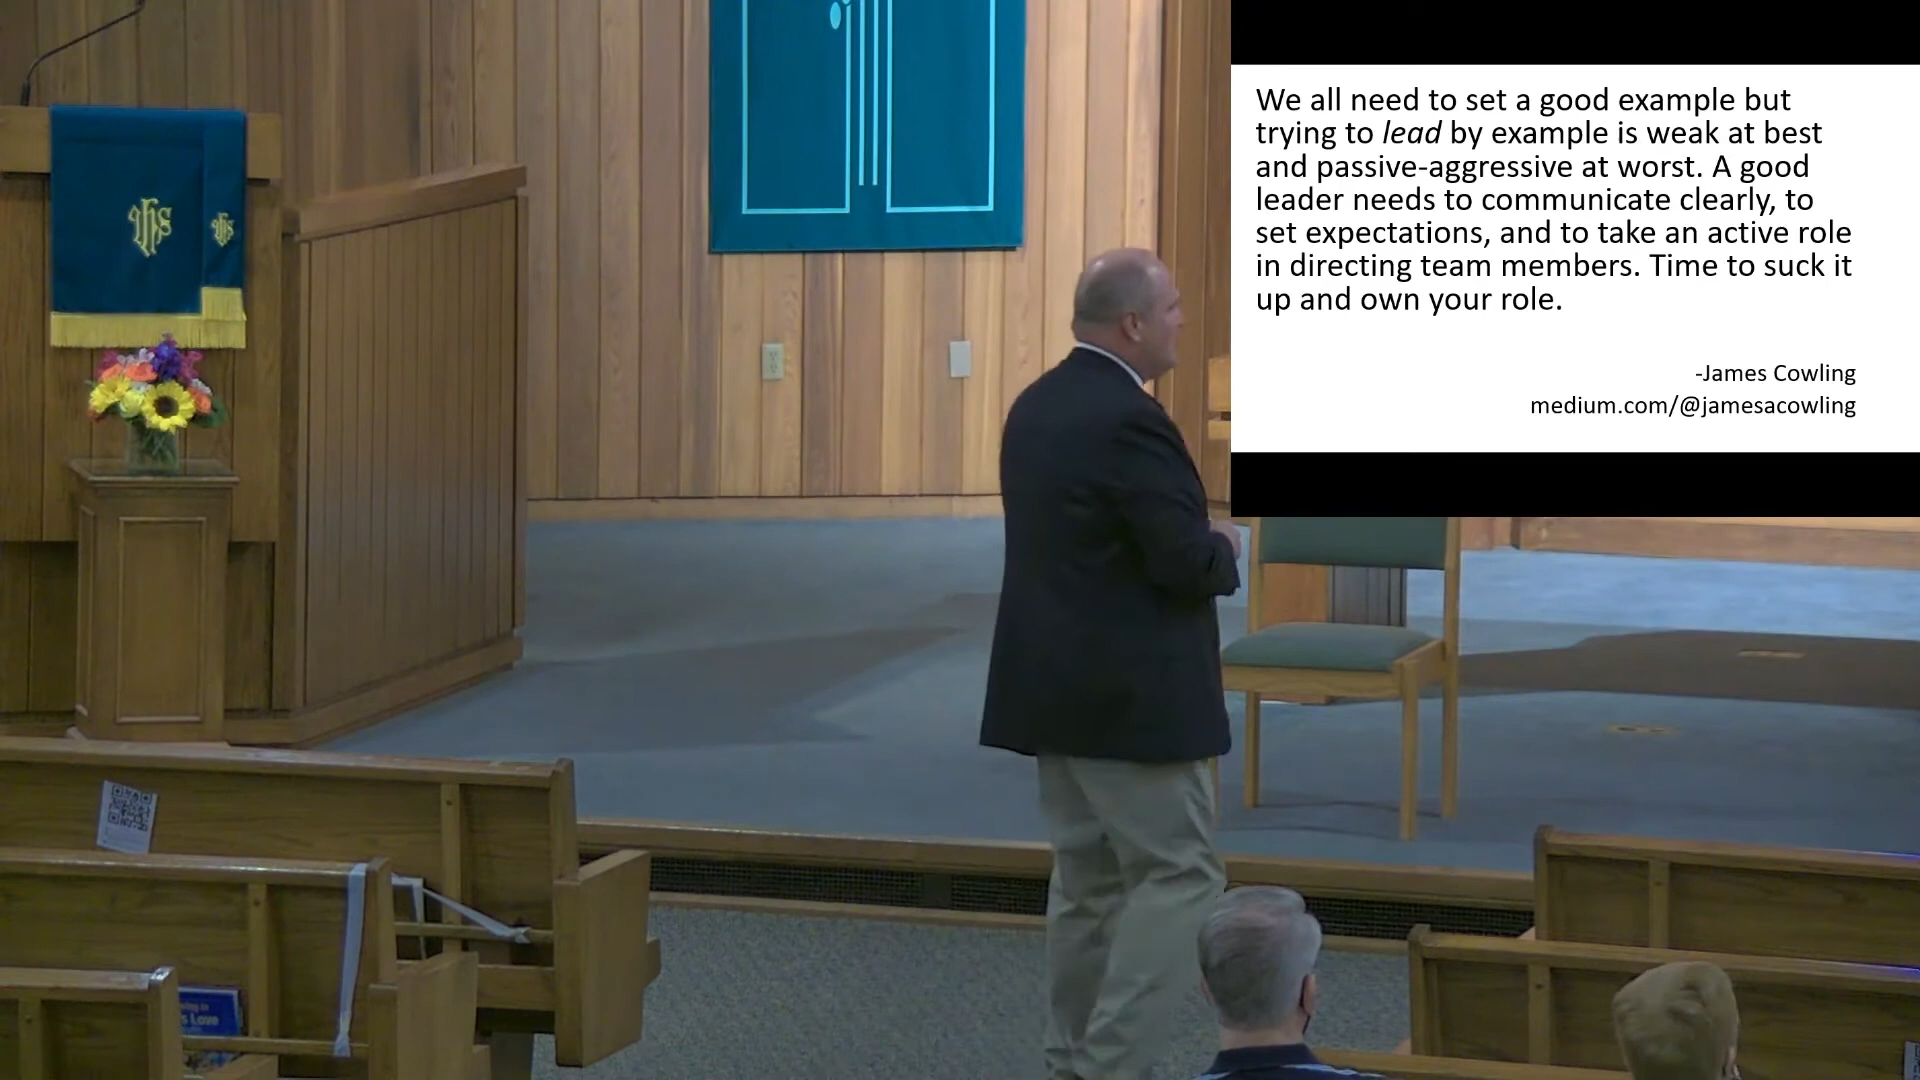 We all need to set a good example but
trying to lead by example is weak at best
and passive-aggressive at worst. A good
leader needs to communicate clearly, to
set expectations, and to take an active role
in directing team members. Time to suck it
up and own your role.
-James Cowling
medium.com/@jamesacowling
IHS
IHS
Love